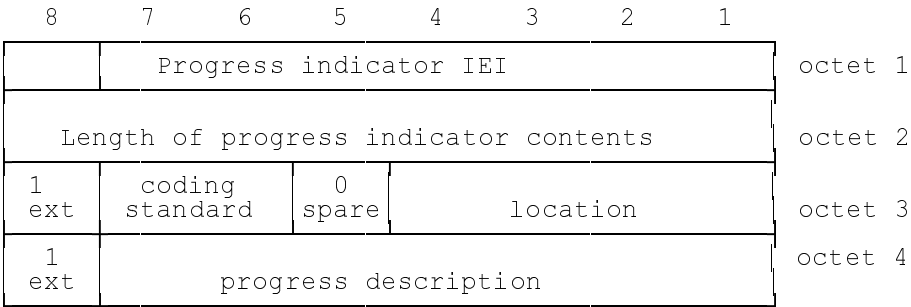 8 7 6 5 4 3 2 1
Progress indicator IEI octet 1
Length of progress indicator contents octet 2
1 coding 0
ext standard spare location octet 3
1 octet 4
ext progress description